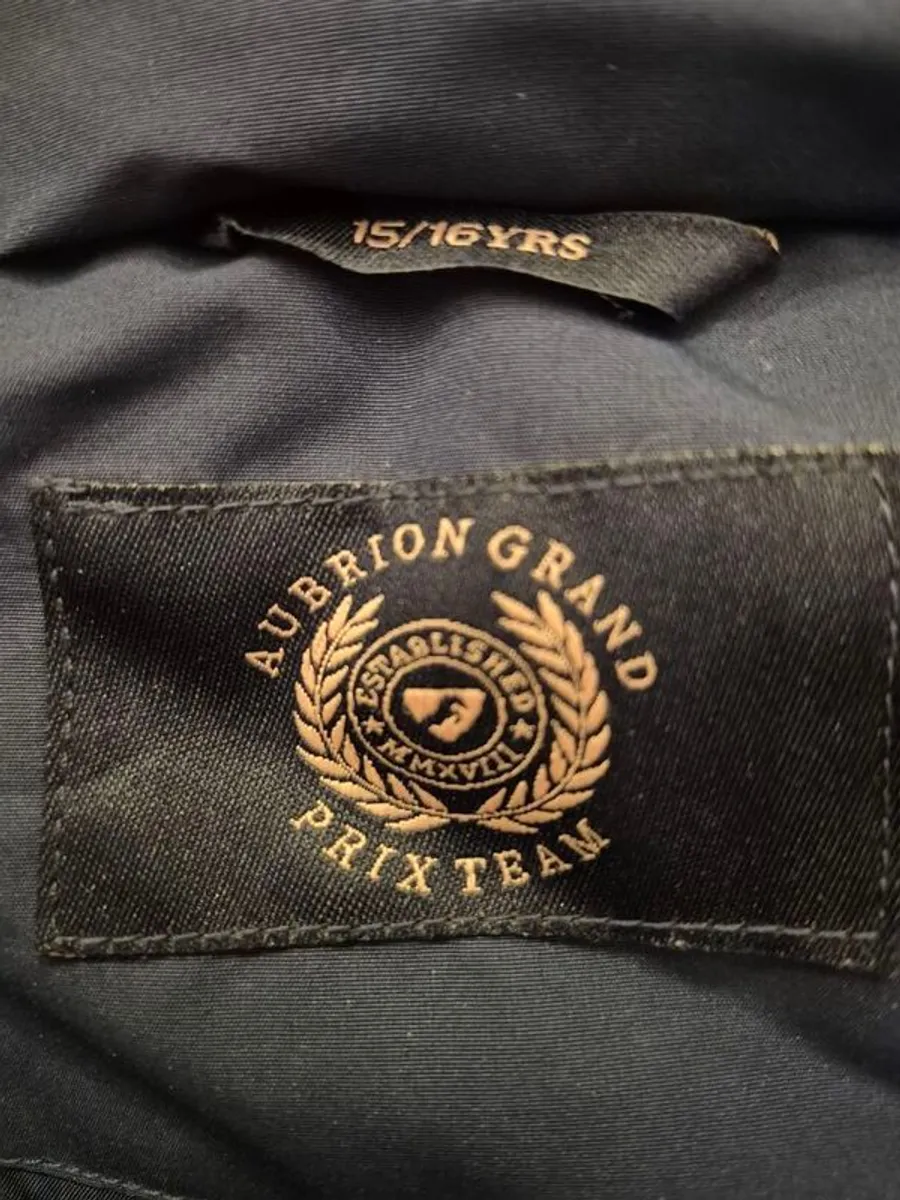 15/16YRS
AUBRION GRAND
ESTABLISHED
MMXVIII
PRIX TEAM